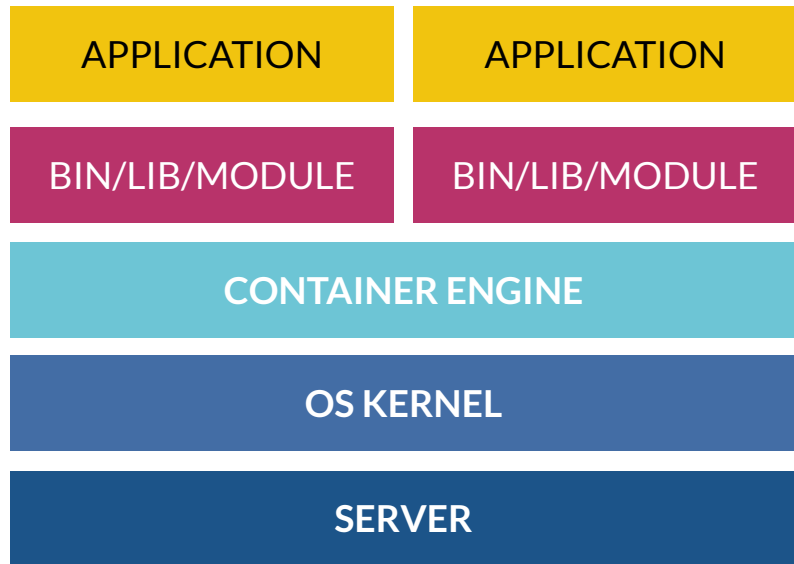 APPLICATION APPLICATION
BIN/LIB/MODULE BIN/LIB/MODULE
CONTAINER ENGINE
OS KERNEL
SERVER